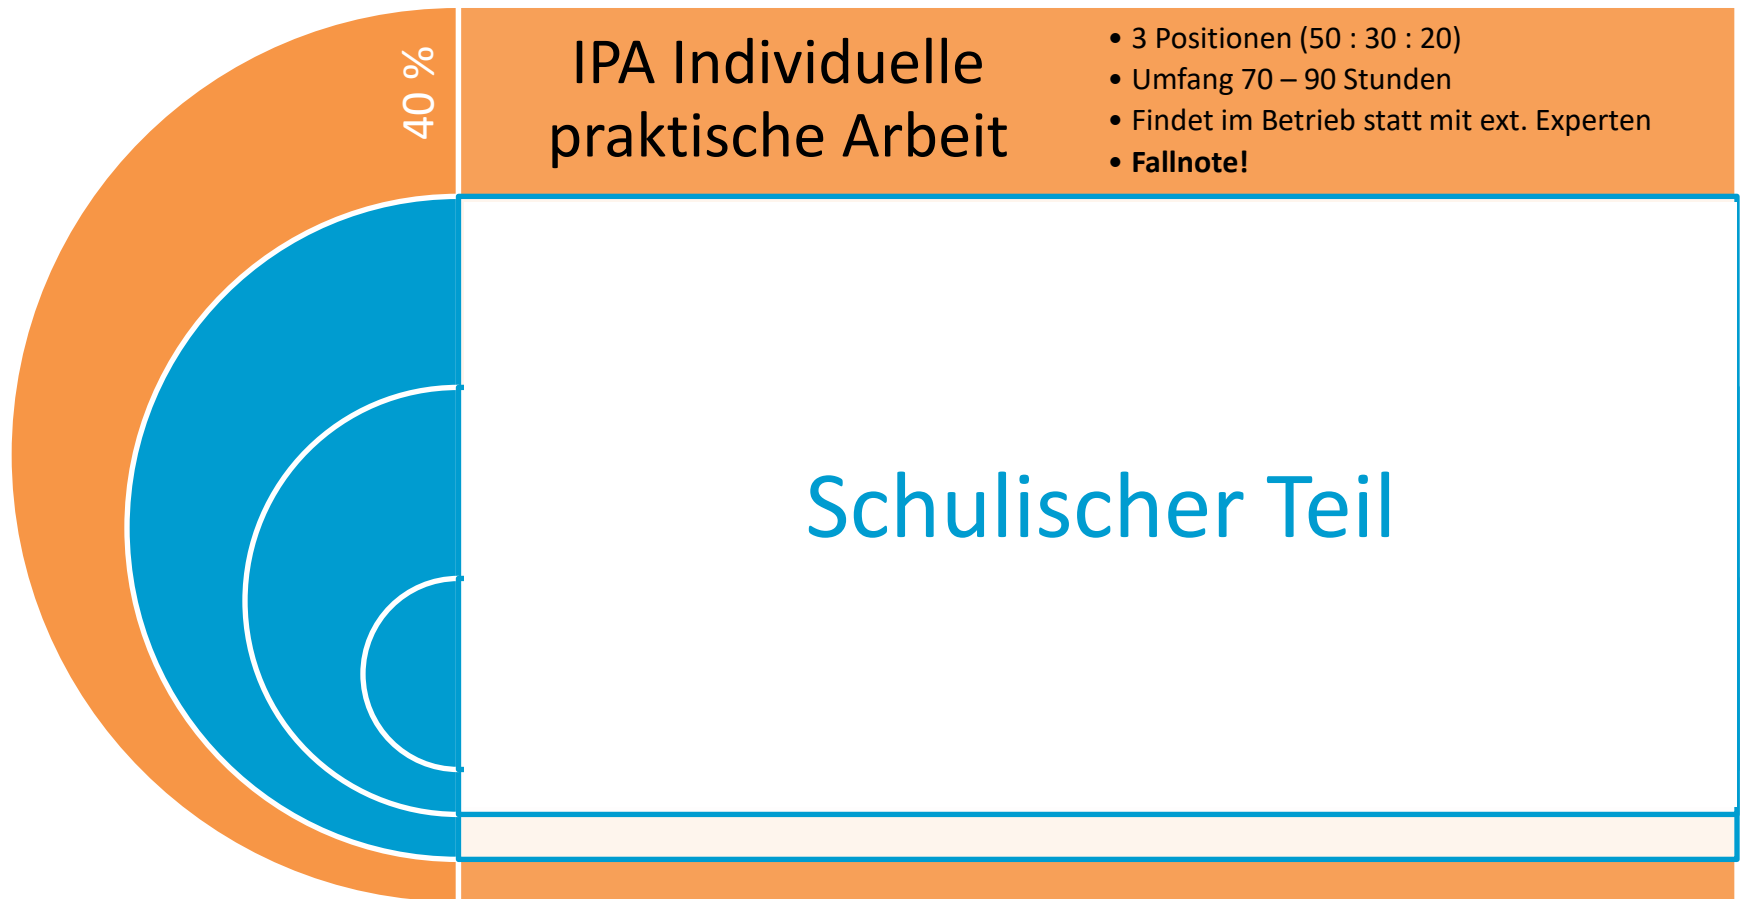 40 %
IPA Individuelle
praktische Arbeit
• 3 Positionen (50 : 30 : 20)
• Umfang 70 – 90 Stunden
• Findet im Betrieb statt mit ext. Experten
• Fallnote!
Schulischer Teil